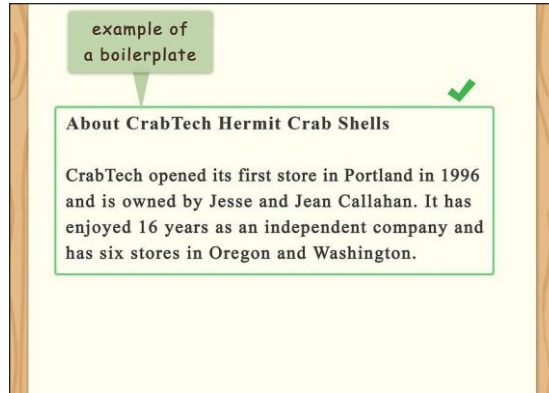 example of
a boilerplate
About CrabTech Hermit Crab Shells
CrabTech opened its first store in Portland in 1996
and is owned by Jesse and Jean Callahan. It has
enjoyed 16 years as an independent company and
has six stores in Oregon and Washington.